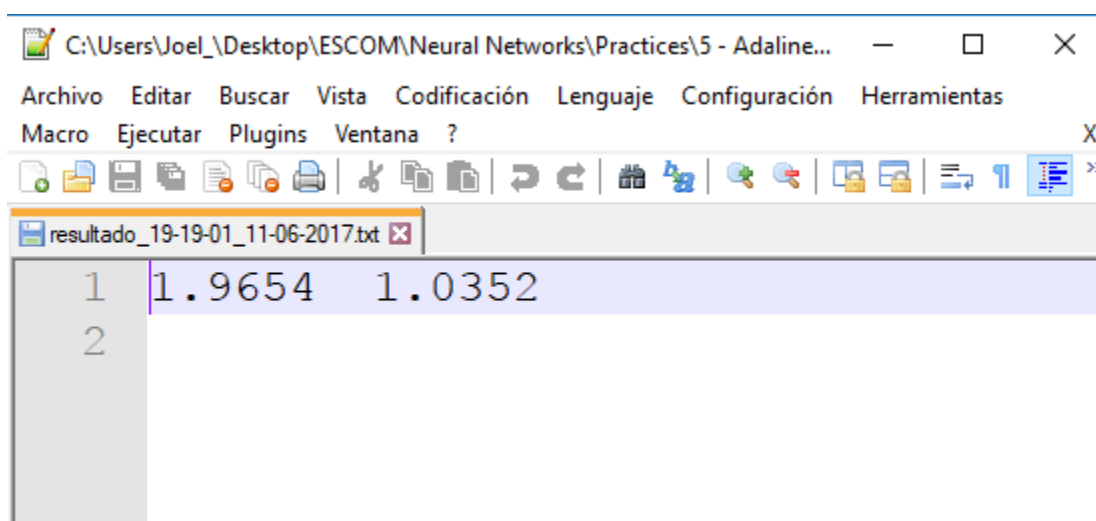 C:\Users\Joel_\Desktop\ESCOM\Neural Networks\Practices\5 - Adaline...
Archivo Editar Buscar Vista Codificación Lenguaje Configuración Herramientas
Macro Ejecutar Plugins Ventana ? X
resultado_19-19-01_11-06-2017.txt
1 1.9654 1.0352
2